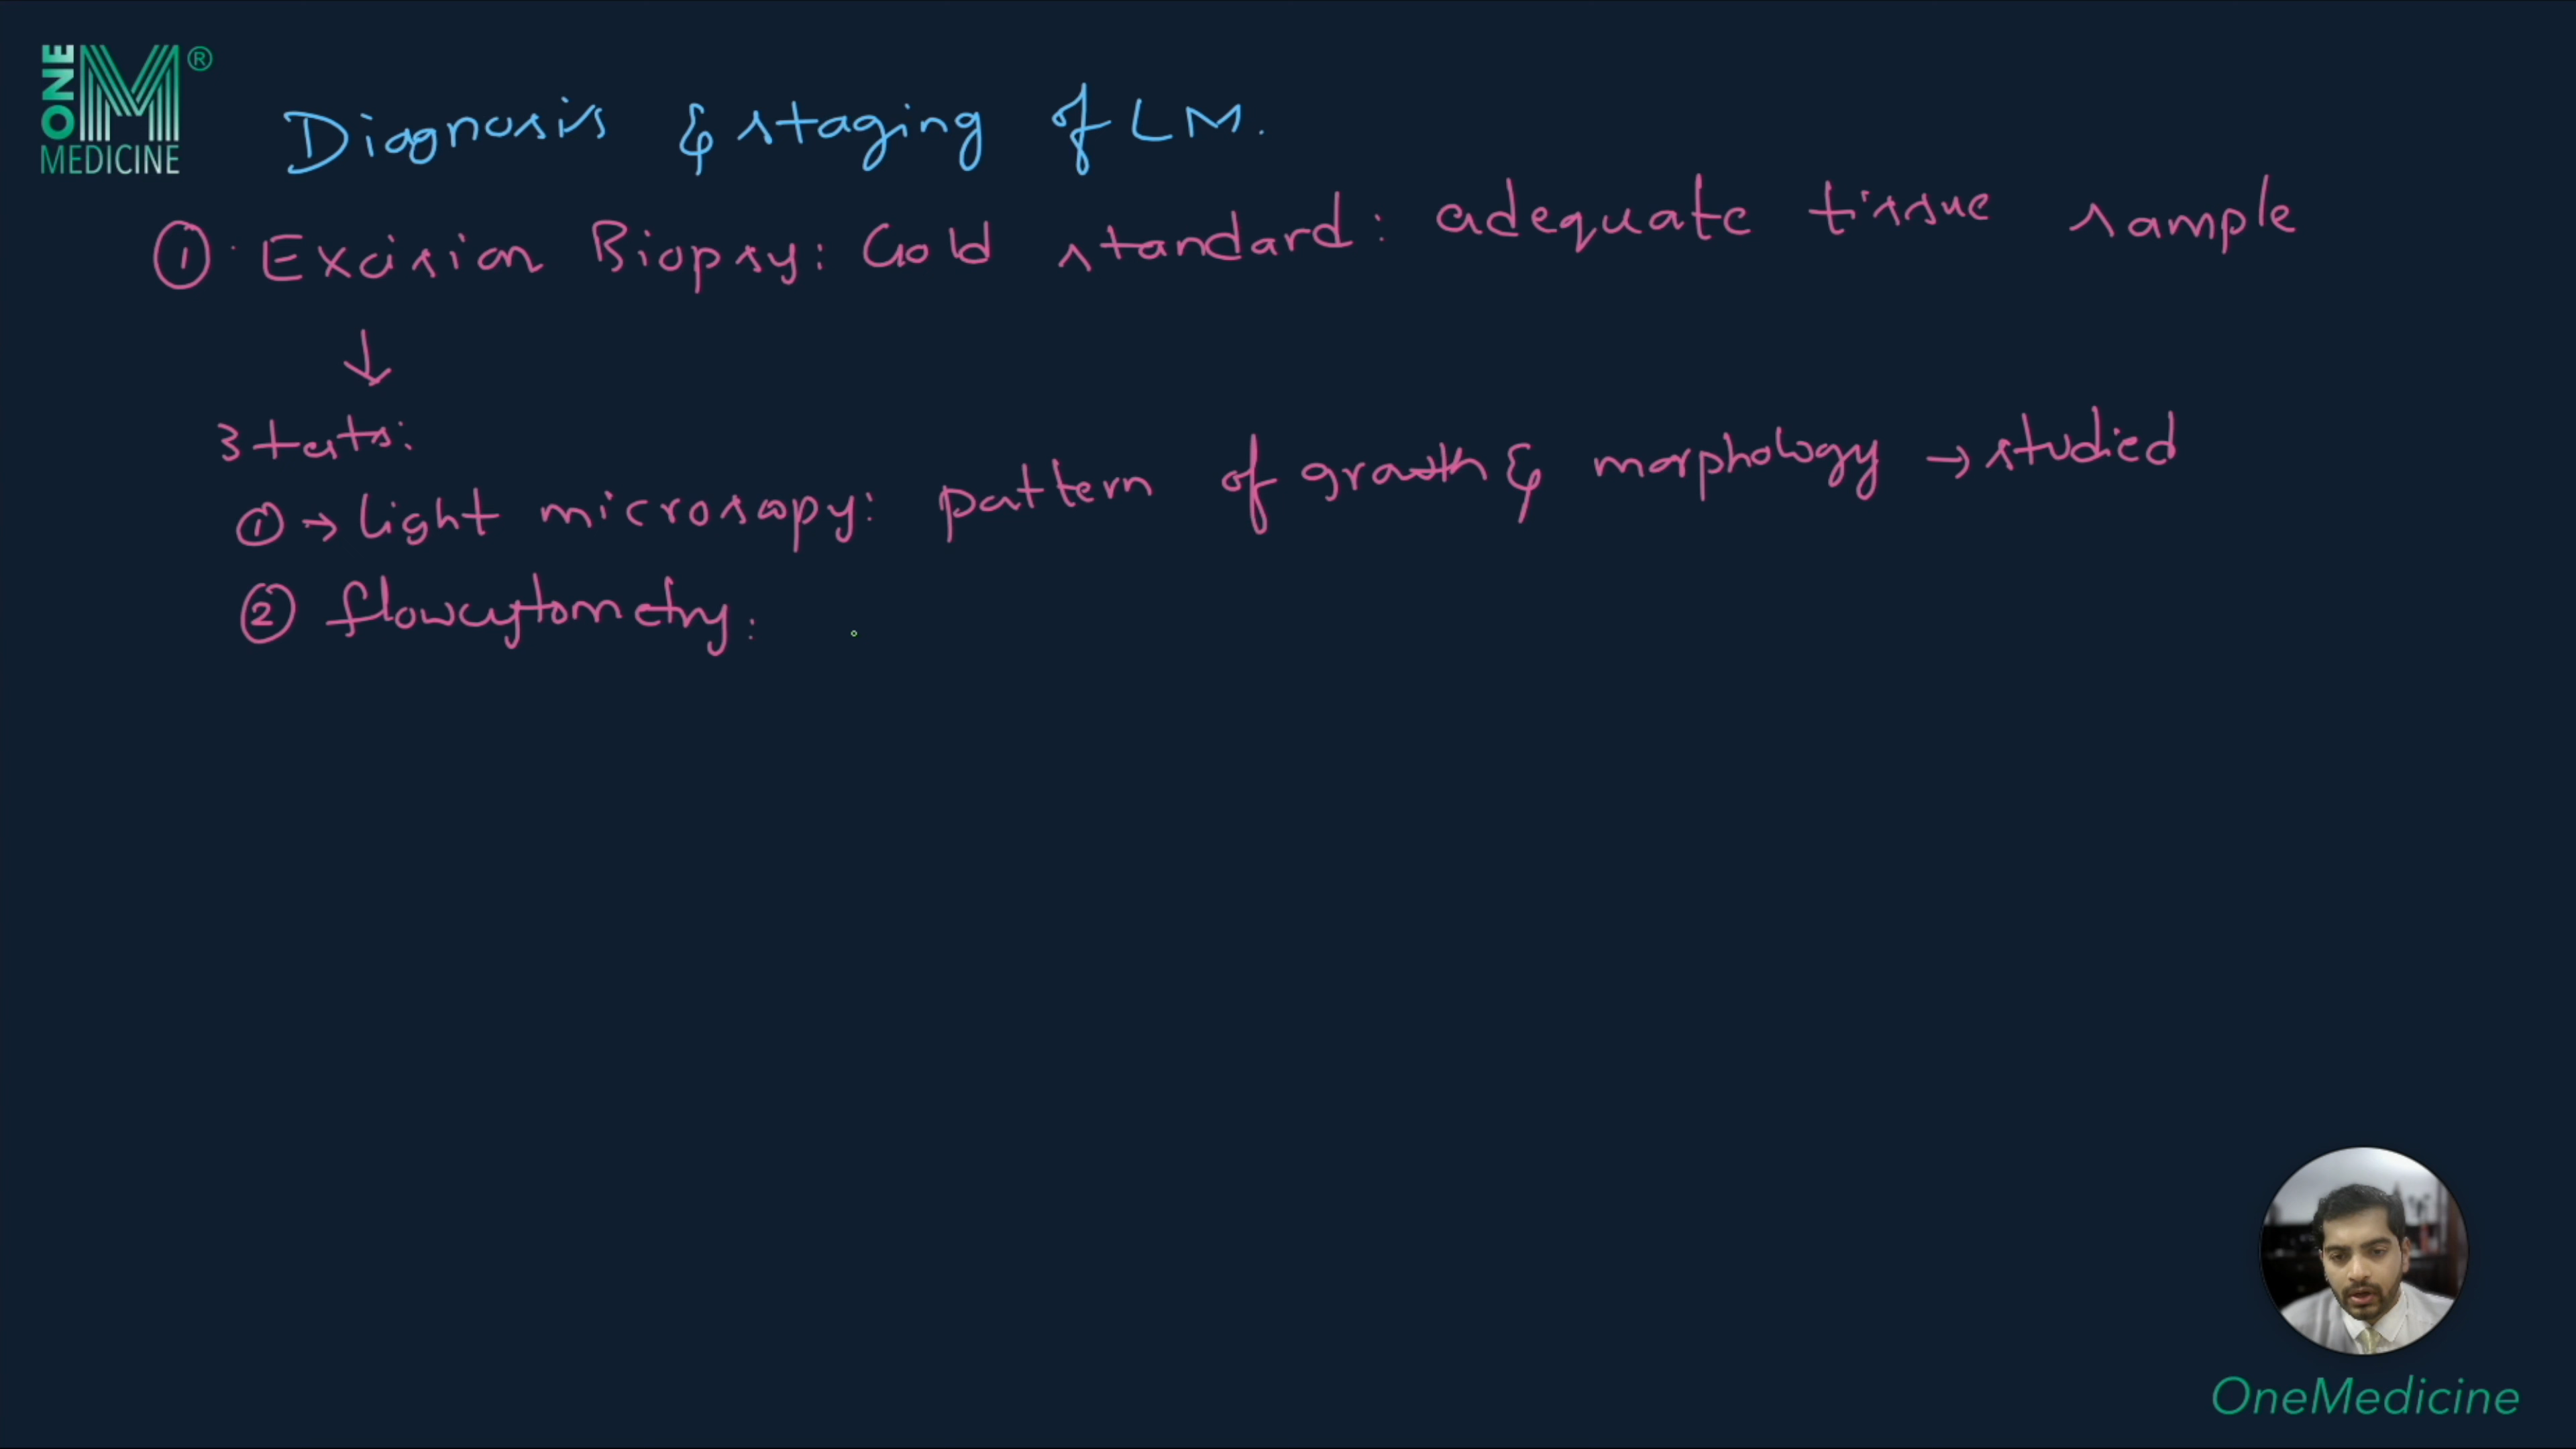 ONE M ®
MEDICINE
Diagnosis & staging of LM.
① Excision Biopsy: Gold standard: adequate tissue sample
↓
3 tests:
① → light microscopy: pattern of growth & morphology → studied
② flowcytometry:
OneMedicine